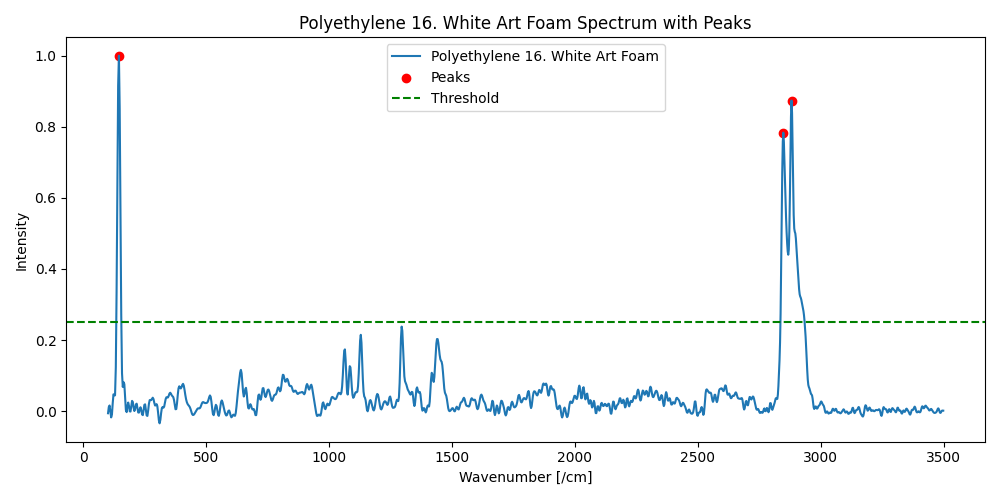 Polyethylene 16. White Art Foam Spectrum with Peaks
Polyethylene 16. White Art Foam
Peaks
Threshold
Intensity
1.0
0.8
0.6
0.4
0.2
0.0
0 500 1000 1500 2000 2500 3000 3500
Wavenumber [/cm]